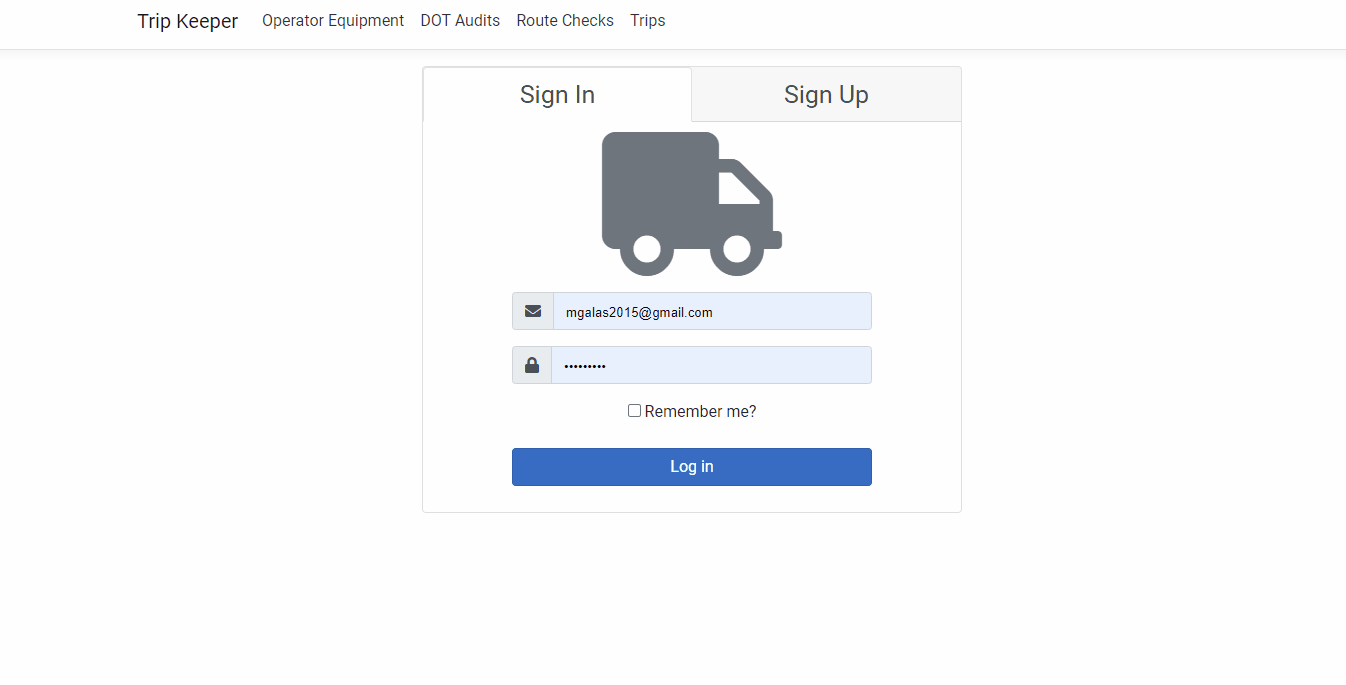 Trip Keeper Operator Equipment DOT Audits Route Checks Trips
Sign In Sign Up
mgalas2015@gmail.com
•••••••••
Remember me?
Log in